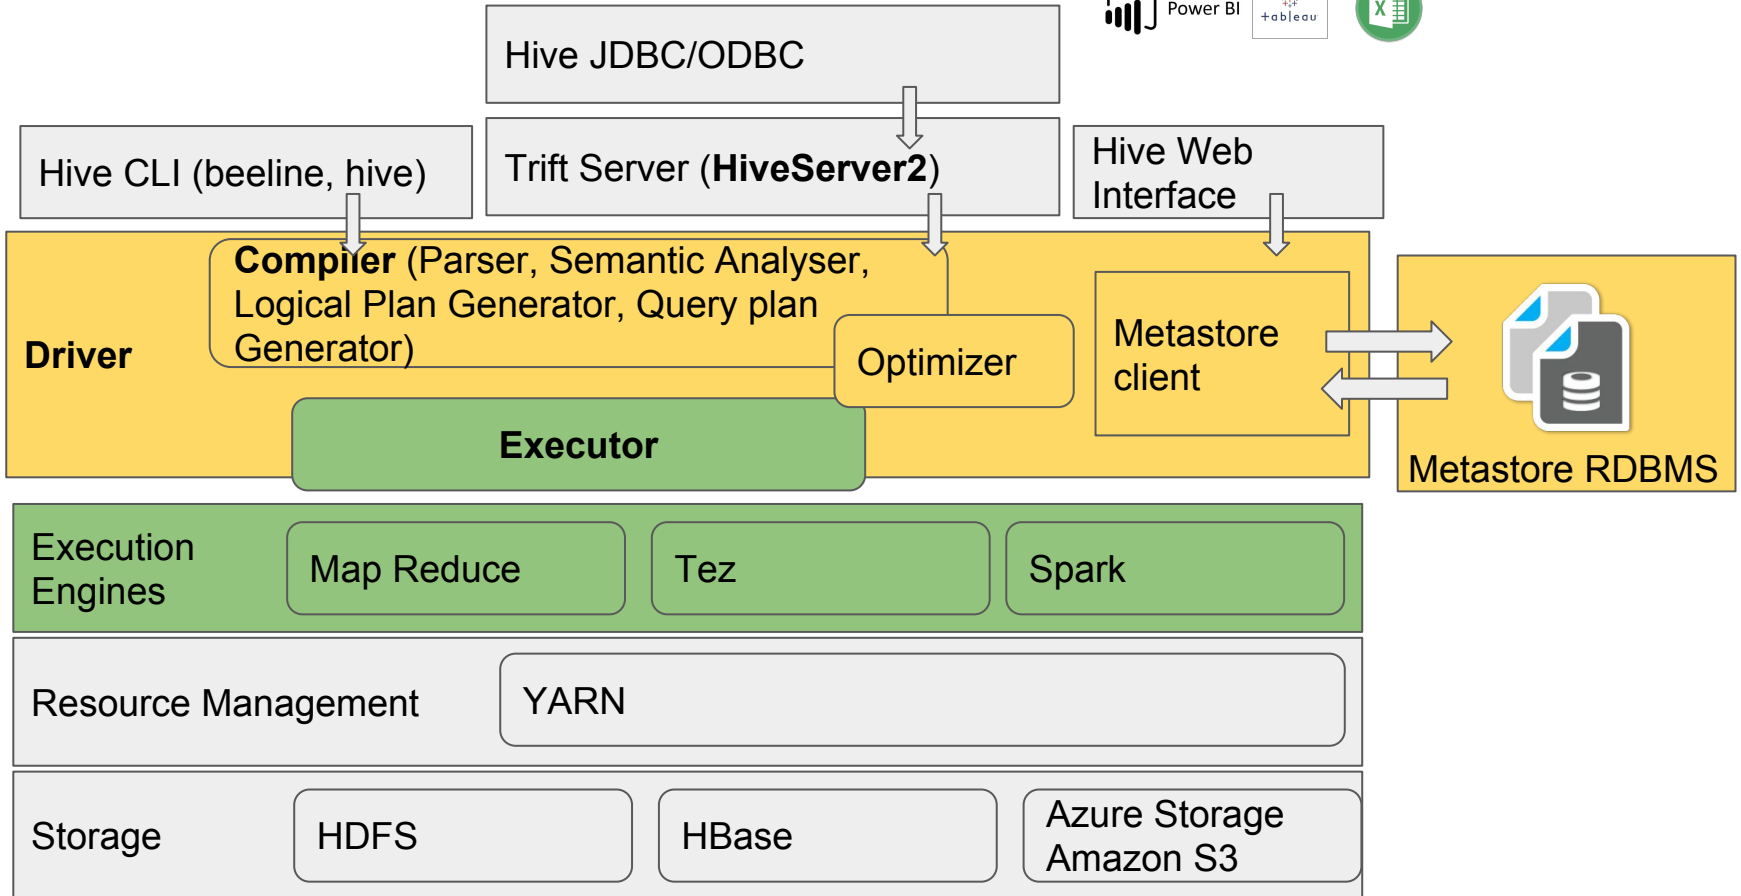 Power BI
+ableau
X
Hive JDBC/ODBC
Hive CLI (beeline, hive)
Trift Server (HiveServer2)
Hive Web
Interface
Driver
Compiler (Parser, Semantic Analyser,
Logical Plan Generator, Query plan
Generator)
Optimizer
Executor
Metastore
client
Metastore RDBMS
Execution
Engines
Map Reduce
Tez
Spark
Resource Management
YARN
Storage
HDFS
HBase
Azure Storage
Amazon S3